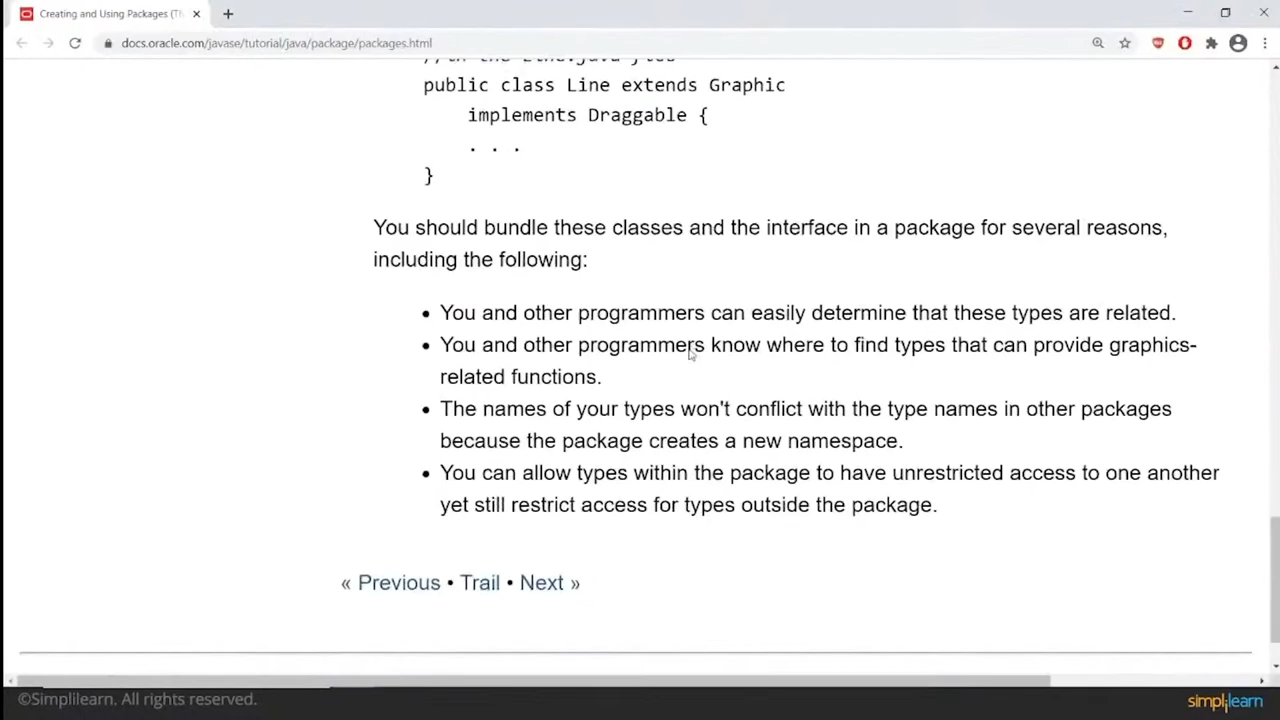 Creating and Using Packages (Th
docs.oracle.com/javase/tutorial/java/package/packages.html
//in the Line.java file
public class Line extends Graphic
implements Draggable {
. . .
}
You should bundle these classes and the interface in a package for several reasons,
including the following:
• You and other programmers can easily determine that these types are related.
• You and other programmers know where to find types that can provide graphics-
related functions.
• The names of your types won't conflict with the type names in other packages
because the package creates a new namespace.
• You can allow types within the package to have unrestricted access to one another
yet still restrict access for types outside the package.
« Previous • Trail • Next »
©Simplilearn. All rights reserved.
simplilearn